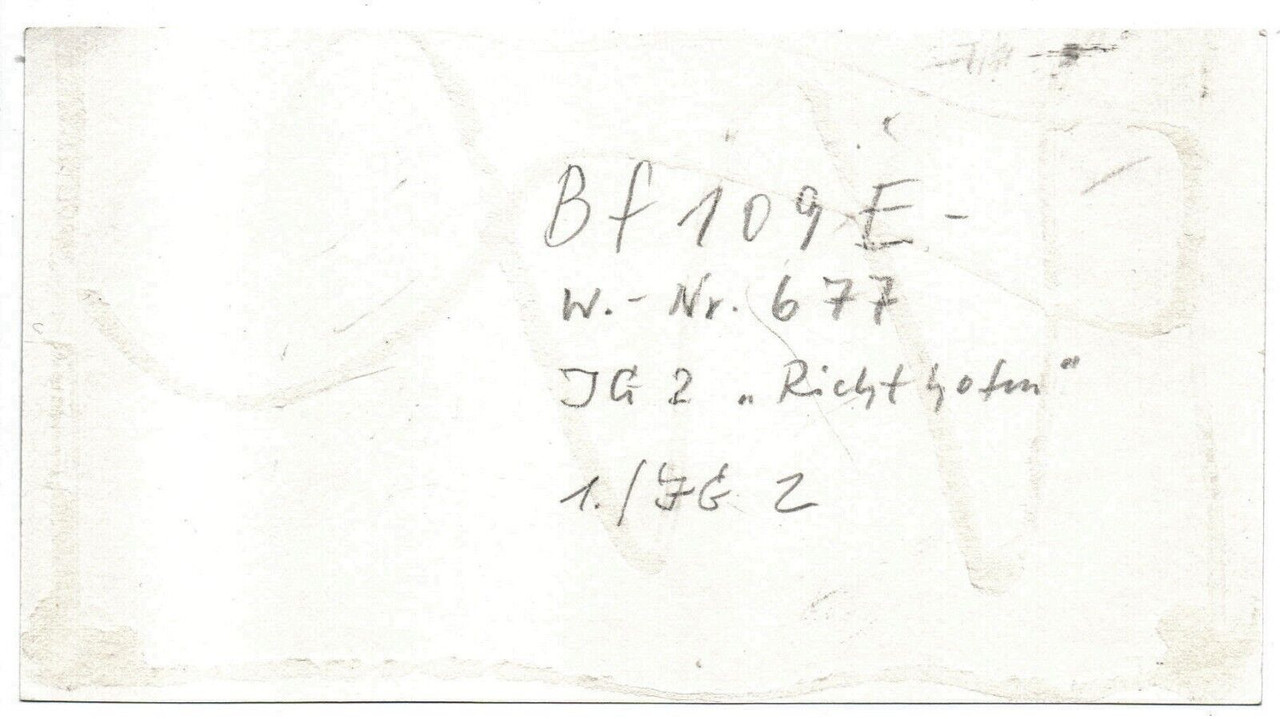 Bf 109 E -
W.- Nr. 677
JG 2 „Richthofen"
1./JG 2